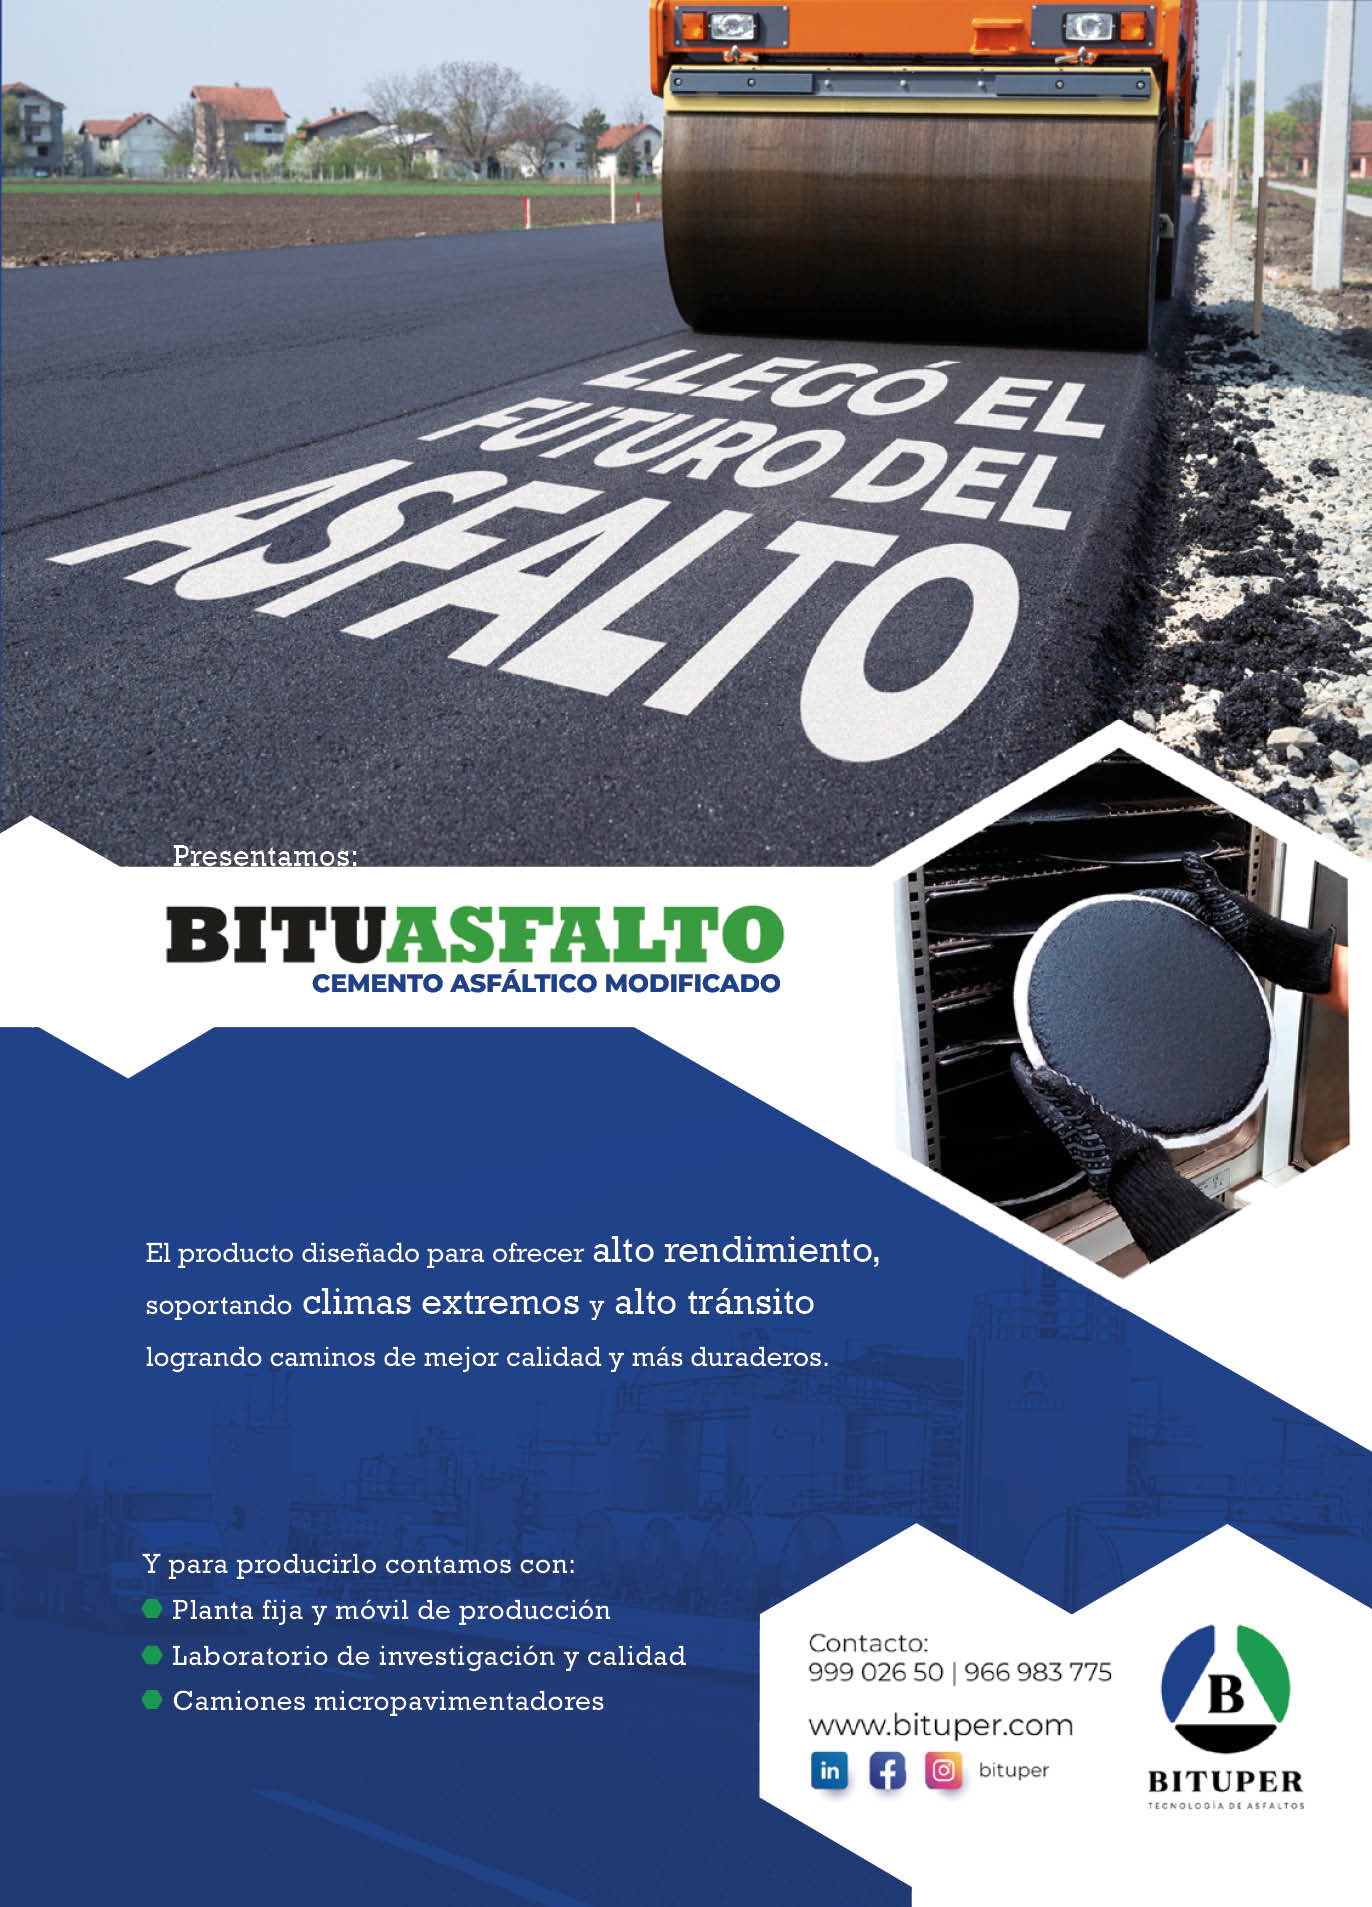 LLEGÓ EL
FUTURO DEL
ASFALTO
Presentamos:
BITUASFALTO
CEMENTO ASFÁLTICO MODIFICADO
El producto diseñado para ofrecer alto rendimiento,
soportando climas extremos y alto tránsito
logrando caminos de mejor calidad y más duraderos.
Y para producirlo contamos con:
Planta fija y móvil de producción
Laboratorio de investigación y calidad
Camiones micropavimentadores
Contacto:
999 026 50 | 966 983 775
www.bituper.com
in f bituper
B
BITUPER
TECNOLOGÍA DE ASFALTOS